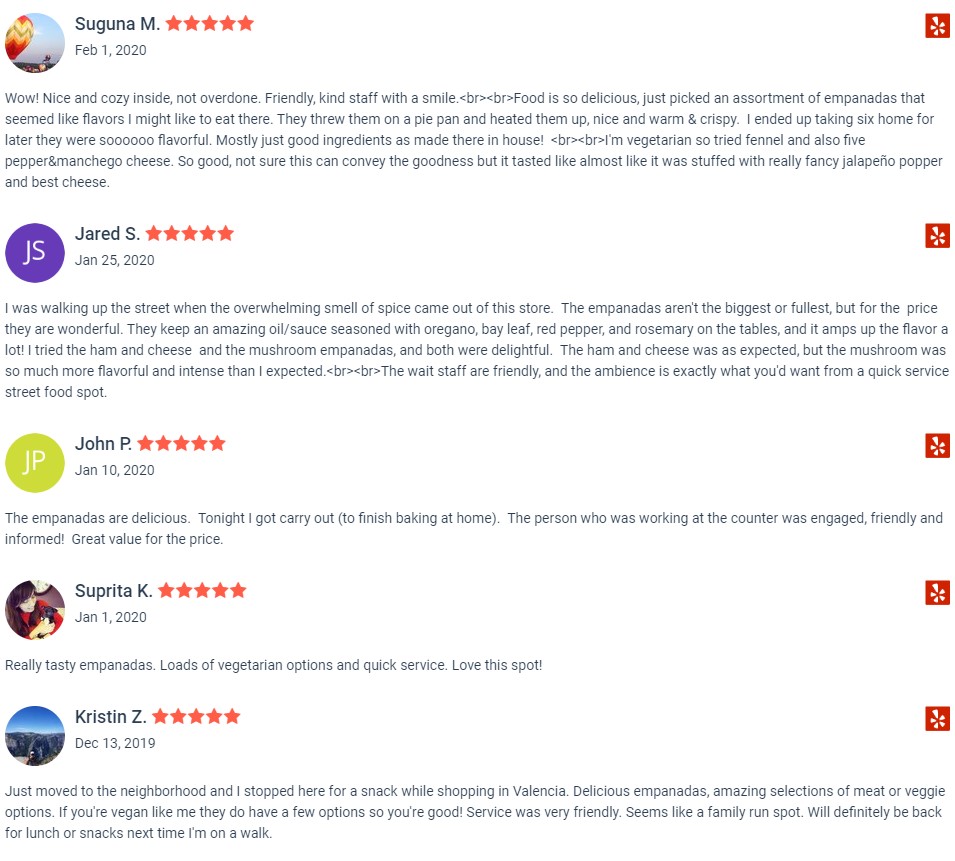 Suguna M.
Feb 1, 2020
Wow! Nice and cozy inside, not overdone. Friendly, kind staff with a smile.<br><br>Food is so delicious, just picked an assortment of empanadas that
seemed like flavors I might like to eat there. They threw them on a pie pan and heated them up, nice and warm & crispy.  I ended up taking six home for
later they were soooooo flavorful. Mostly just good ingredients as made there in house!  <br><br>I'm vegetarian so tried fennel and also five
pepper&manchego cheese. So good, not sure this can convey the goodness but it tasted like almost like it was stuffed with really fancy jalapeño popper
and best cheese.
JS
Jared S.
Jan 25, 2020
I was walking up the street when the overwhelming smell of spice came out of this store.  The empanadas aren't the biggest or fullest, but for the  price
they are wonderful. They keep an amazing oil/sauce seasoned with oregano, bay leaf, red pepper, and rosemary on the tables, and it amps up the flavor a
lot! I tried the ham and cheese  and the mushroom empanadas, and both were delightful.  The ham and cheese was as expected, but the mushroom was
so much more flavorful and intense than I expected.<br><br>The wait staff are friendly, and the ambience is exactly what you'd want from a quick service
street food spot.
JP
John P.
Jan 10, 2020
The empanadas are delicious.  Tonight I got carry out (to finish baking at home).  The person who was working at the counter was engaged, friendly and
informed!  Great value for the price.
Suprita K.
Jan 1, 2020
Really tasty empanadas. Loads of vegetarian options and quick service. Love this spot!
Kristin Z.
Dec 13, 2019
Just moved to the neighborhood and I stopped here for a snack while shopping in Valencia. Delicious empanadas, amazing selections of meat or veggie
options. If you're vegan like me they do have a few options so you're good! Service was very friendly. Seems like a family run spot. Will definitely be back
for lunch or snacks next time I'm on a walk.